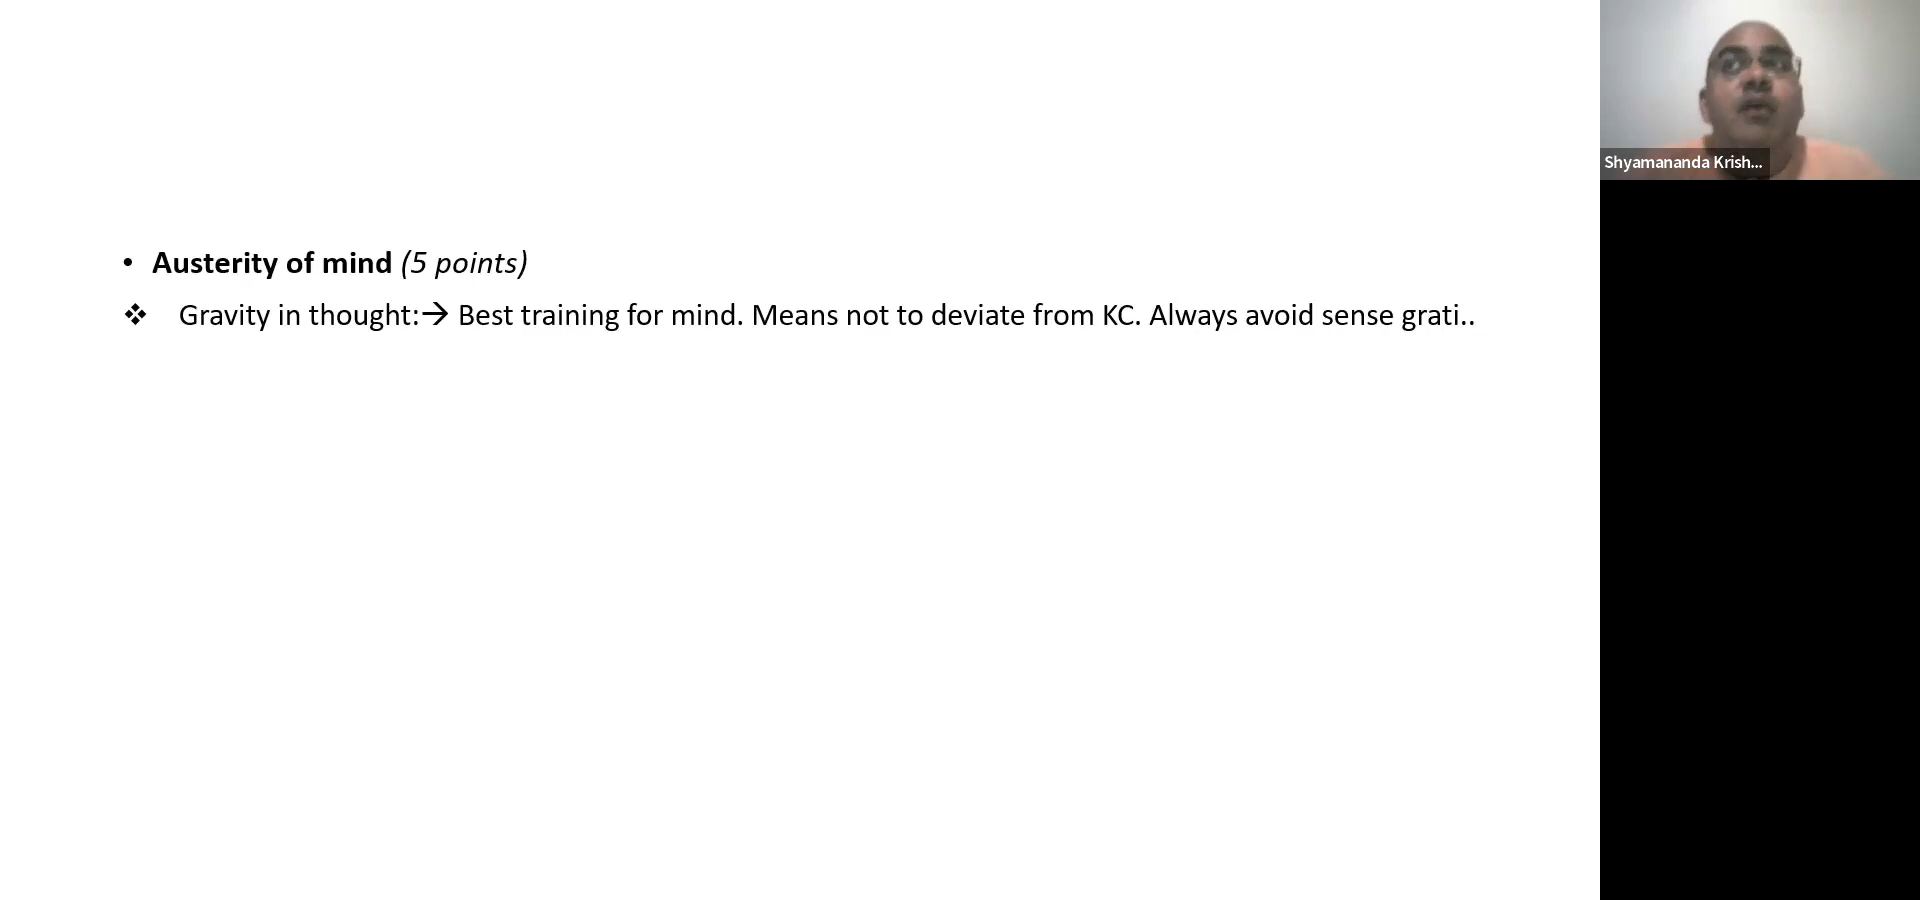 • Austerity of mind (5 points)
❖ Gravity in thought:→ Best training for mind. Means not to deviate from KC. Always avoid sense grati..
Shyamananda Krish...